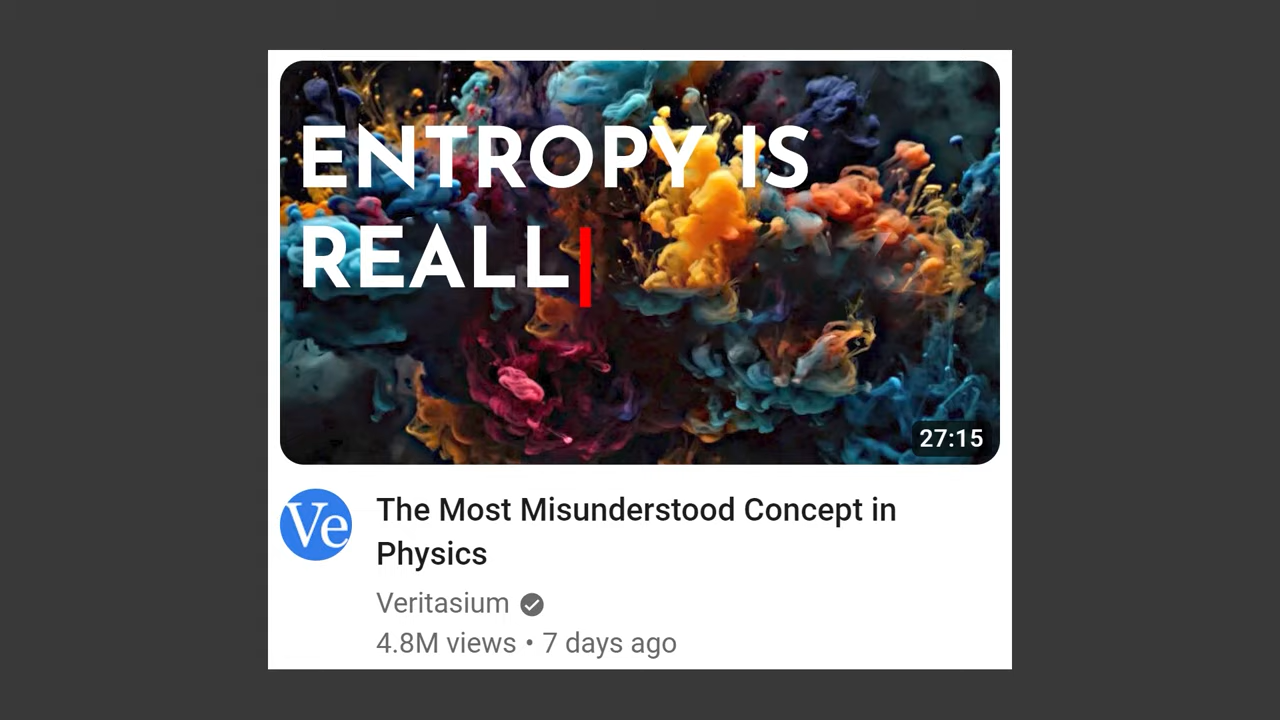 ENTROPY IS
REALL
27:15
Ve
The Most Misunderstood Concept in
Physics
Veritasium
4.8M views • 7 days ago